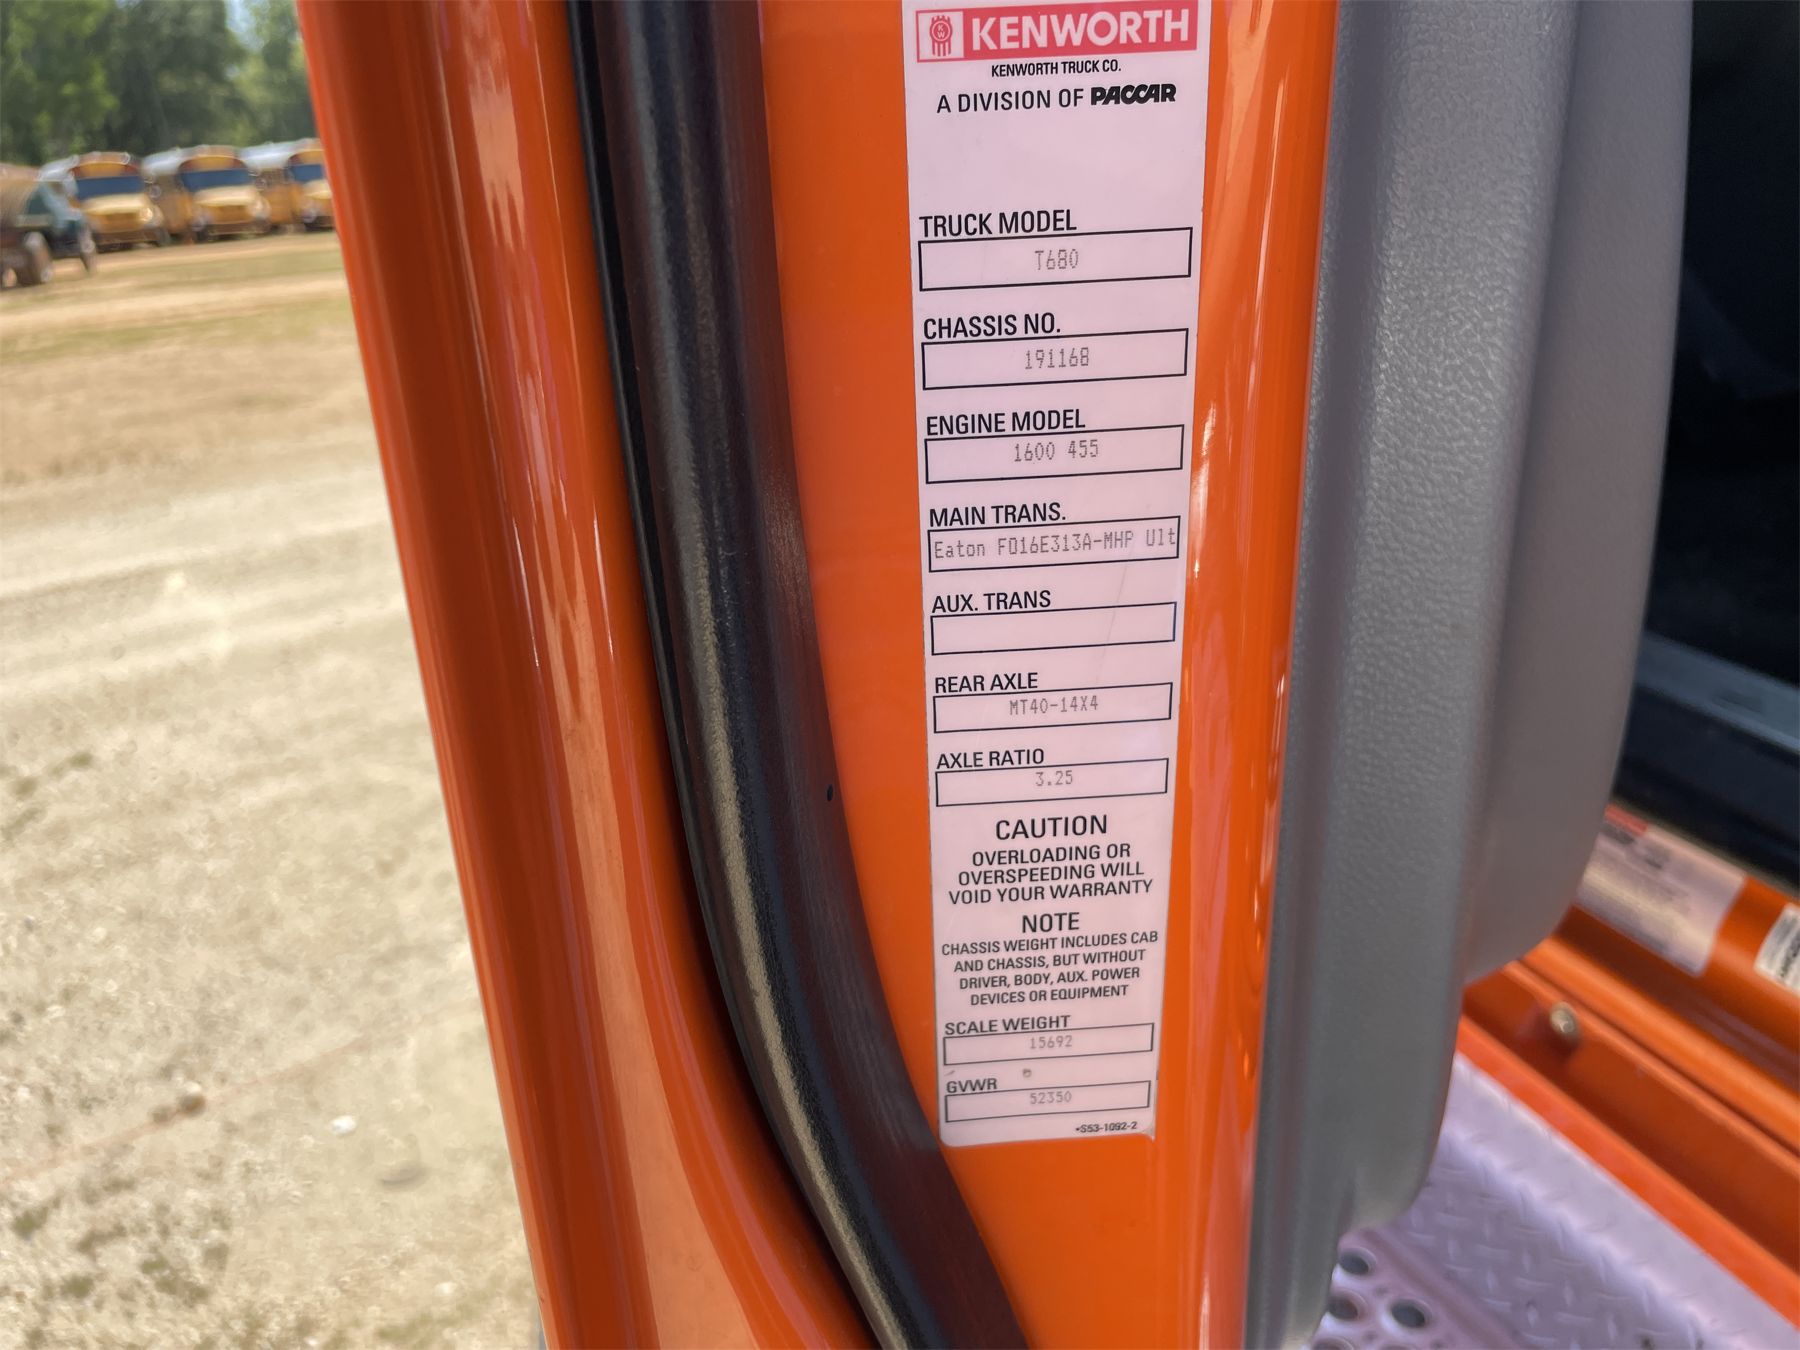 KW KENWORTH
KENWORTH TRUCK CO.
A DIVISION OF PACCAR
TRUCK MODEL
T680
CHASSIS NO.
191168
ENGINE MODEL
1600 455
MAIN TRANS.
Eaton FO16E313A-MHP Ult
AUX. TRANS
REAR AXLE
MT40-14X4
AXLE RATIO
3.25
CAUTION
OVERLOADING OR
OVERSPEEDING WILL
VOID YOUR WARRANTY
NOTE
CHASSIS WEIGHT INCLUDES CAB
AND CHASSIS, BUT WITHOUT
DRIVER, BODY, AUX. POWER
DEVICES OR EQUIPMENT
SCALE WEIGHT
15692
GVWR
52350
•S53-1092-2